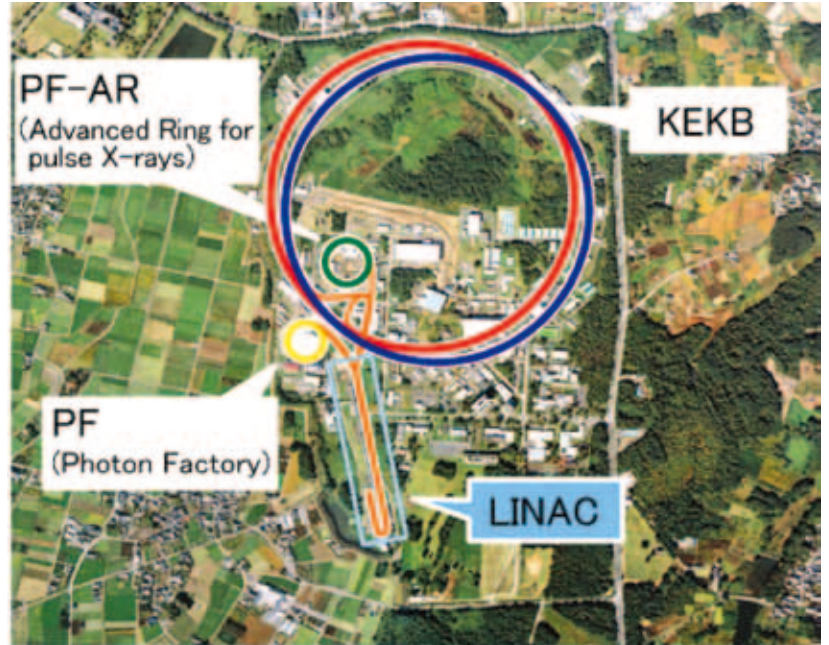 PF-AR
(Advanced Ring for
pulse X-rays)
KEKB
PF
(Photon Factory)
LINAC